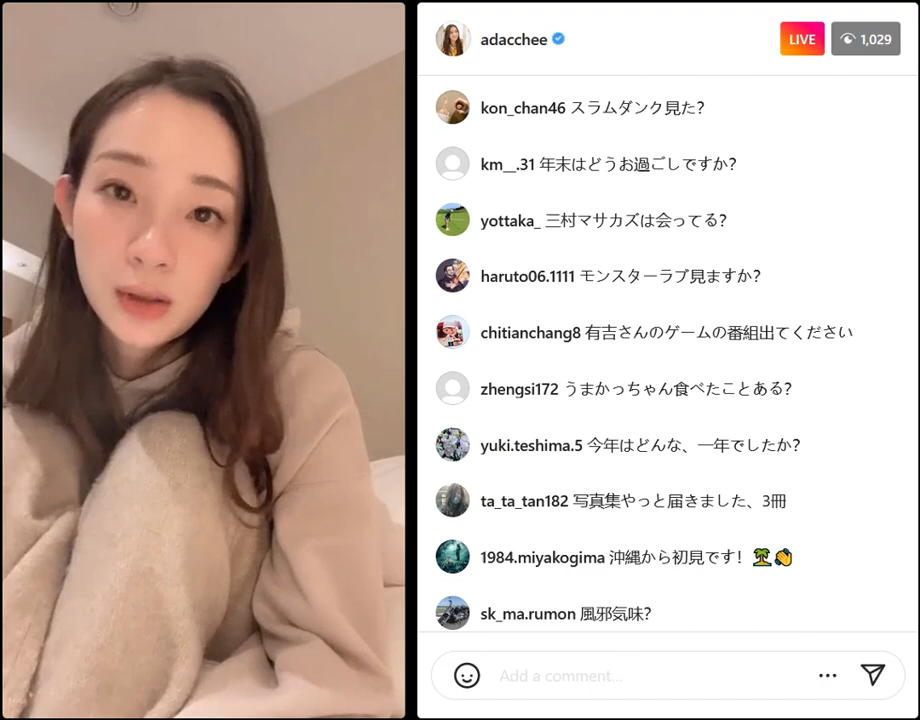 adacchee
LIVE
1,029
kon_chan46 スラムダンク見た?
km__.31 年末はどうお過ごしですか?
yottaka_ 三村マサカズは会ってる?
haruto06.1111 モンスターラブ見ますか?
chitianchang8 有吉さんのゲームの番組出てください
zhengsi172 うまかっちゃん食べたことある?
yuki.teshima.5 今年はどんな、一年でしたか?
ta_ta_tan182 写真集やっと届きました、3冊
1984.miyakogima 沖縄から初見です! 🏝👏
sk_ma.rumon 風邪気味?
Add a comment...